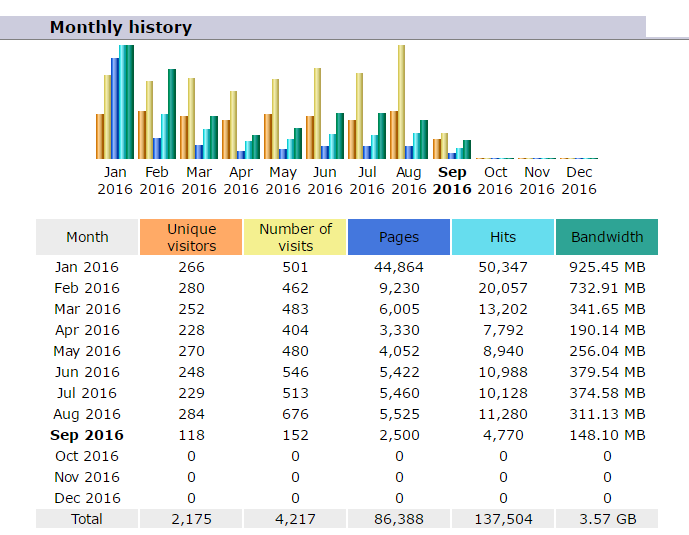 Monthly history
Jan Feb Mar Apr May Jun Jul Aug Sep Oct Nov Dec
2016 2016 2016 2016 2016 2016 2016 2016 2016 2016 2016 2016
Month Unique visitors Number of visits Pages Hits Bandwidth
Jan 2016 266 501 44,864 50,347 925.45 MB
Feb 2016 280 462 9,230 20,057 732.91 MB
Mar 2016 252 483 6,005 13,202 341.65 MB
Apr 2016 228 404 3,330 7,792 190.14 MB
May 2016 270 480 4,052 8,940 256.04 MB
Jun 2016 248 546 5,422 10,988 379.54 MB
Jul 2016 229 513 5,460 10,128 374.58 MB
Aug 2016 284 676 5,525 11,280 311.13 MB
Sep 2016 118 152 2,500 4,770 148.10 MB
Oct 2016 0 0 0 0 0
Nov 2016 0 0 0 0 0
Dec 2016 0 0 0 0 0
Total 2,175 4,217 86,388 137,504 3.57 GB